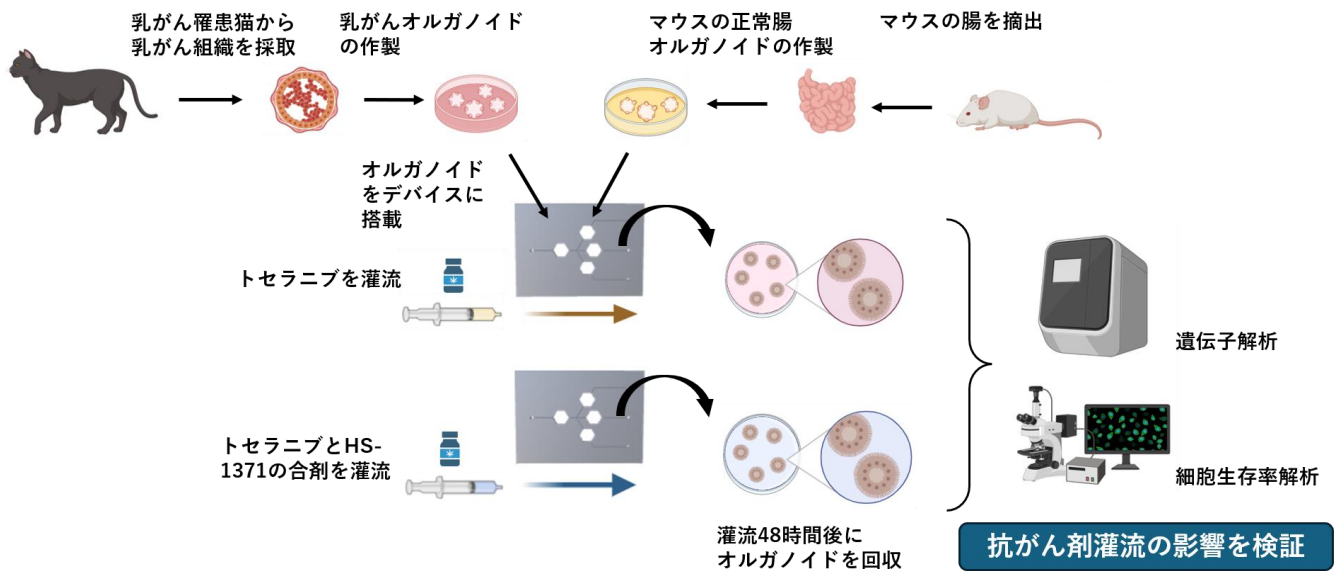 乳がん罹患猫から
乳がん組織を採取
乳がんオルガノイド
の作製
マウスの正常腸
オルガノイドの作製
マウスの腸を摘出
オルガノイド
をデバイスに
搭載
トセラニブを灌流
トセラニブとHS-
1371の合剤を灌流
灌流48時間後に
オルガノイドを回収
遺伝子解析
細胞生存率解析
抗がん剤灌流の影響を検証